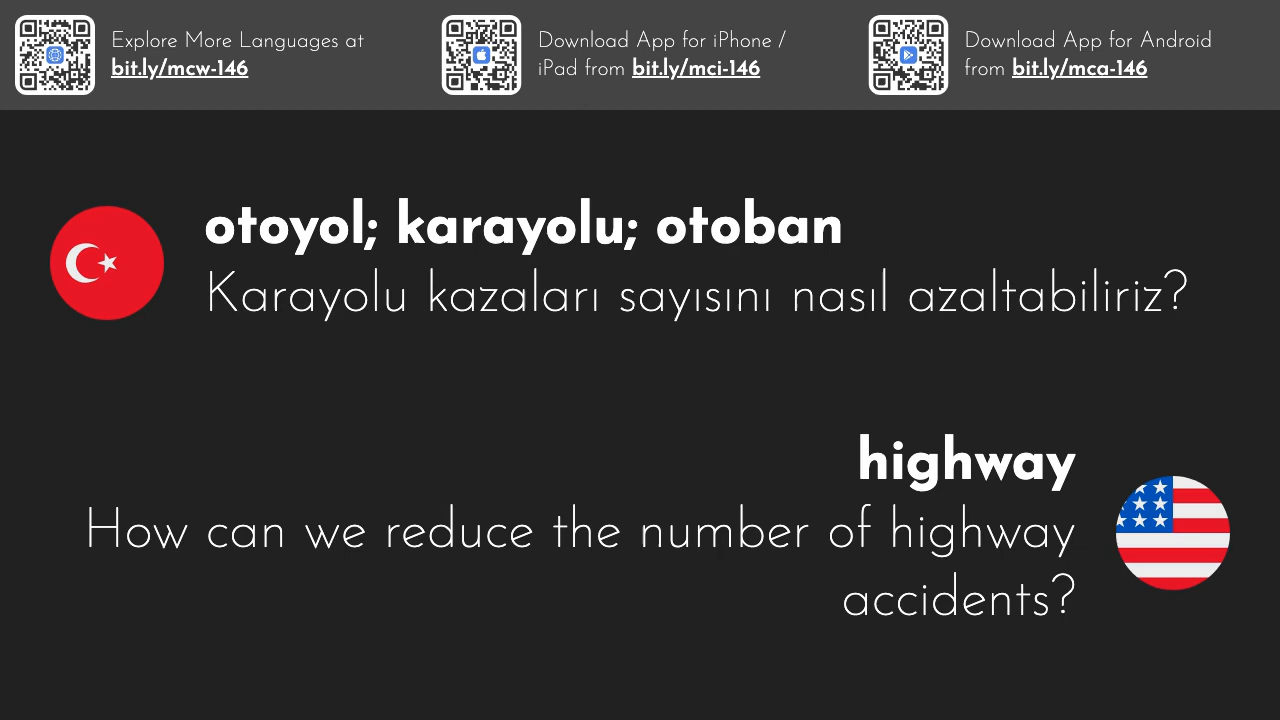 Explore More Languages at
bit.ly/mcw-146
Download App for iPhone /
iPad from bit.ly/mci-146
Download App for Android
from bit.ly/mca-146
otoyol; karayolu; otoban
Karayolu kazaları sayısını nasıl azaltabiliriz?
highway
How can we reduce the number of highway
accidents?